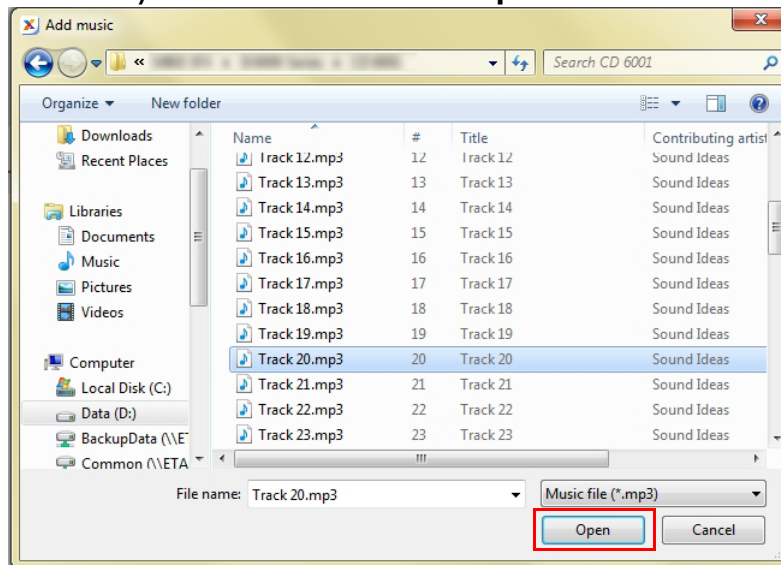 Add music
«
Search CD 6001
Organize New folder
Downloads
Recent Places
Libraries
Documents
Music
Pictures
Videos
Computer
Local Disk (C:)
Data (D:)
BackupData (\\E
Common (\\ETA
Name # Title Contributing artist
Track 12.mp3 12 Track 12 Sound Ideas
Track 13.mp3 13 Track 13 Sound Ideas
Track 14.mp3 14 Track 14 Sound Ideas
Track 15.mp3 15 Track 15 Sound Ideas
Track 16.mp3 16 Track 16 Sound Ideas
Track 17.mp3 17 Track 17 Sound Ideas
Track 18.mp3 18 Track 18 Sound Ideas
Track 19.mp3 19 Track 19 Sound Ideas
Track 20.mp3 20 Track 20 Sound Ideas
Track 21.mp3 21 Track 21 Sound Ideas
Track 22.mp3 22 Track 22 Sound Ideas
Track 23.mp3 23 Track 23 Sound Ideas
File name: Track 20.mp3 Music file (*.mp3)
Open Cancel